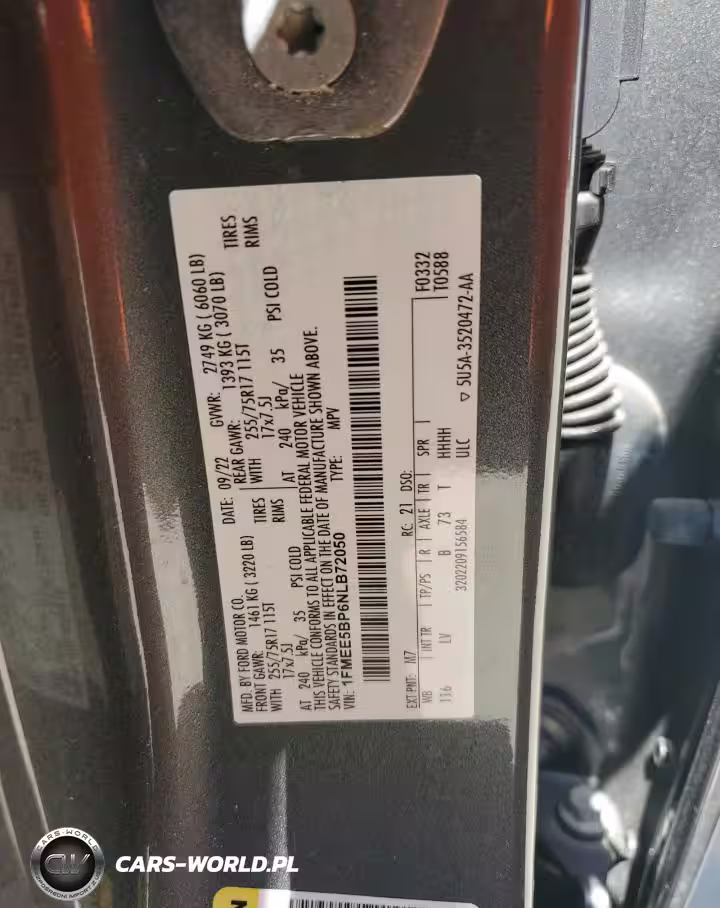 MFD. BY FORD MOTOR CO.
DATE: 09/22 GVWR: 2749 KG ( 6060 LB)
FRONT GAWR: 1461 KG ( 3220 LB) REAR GAWR: 1393 KG ( 3070 LB)
WITH 255/75R17 115T TIRES WITH 255/75R17 115T TIRES
17x7.5J RIMS 17x7.5J RIMS
AT 240 kPa/ 35 PSI COLD AT 240 kPa/ 35 PSI COLD
THIS VEHICLE CONFORMS TO ALL APPLICABLE FEDERAL MOTOR VEHICLE
SAFETY STANDARDS IN EFFECT ON THE DATE OF MANUFACTURE SHOWN ABOVE.
VIN: 1FMEE5BP6NLB72050 TYPE: MPV
EXT PNT: M7 RC: 21 DSO: F0332
WB INT TR TP/PS R AXLE TR SPR T0588
116 LV B 73 T HHHH
3202209156584 ULC 5U5A-3520472-AA
CARS-WORLD
CW
CARS-WORLD.PL
N